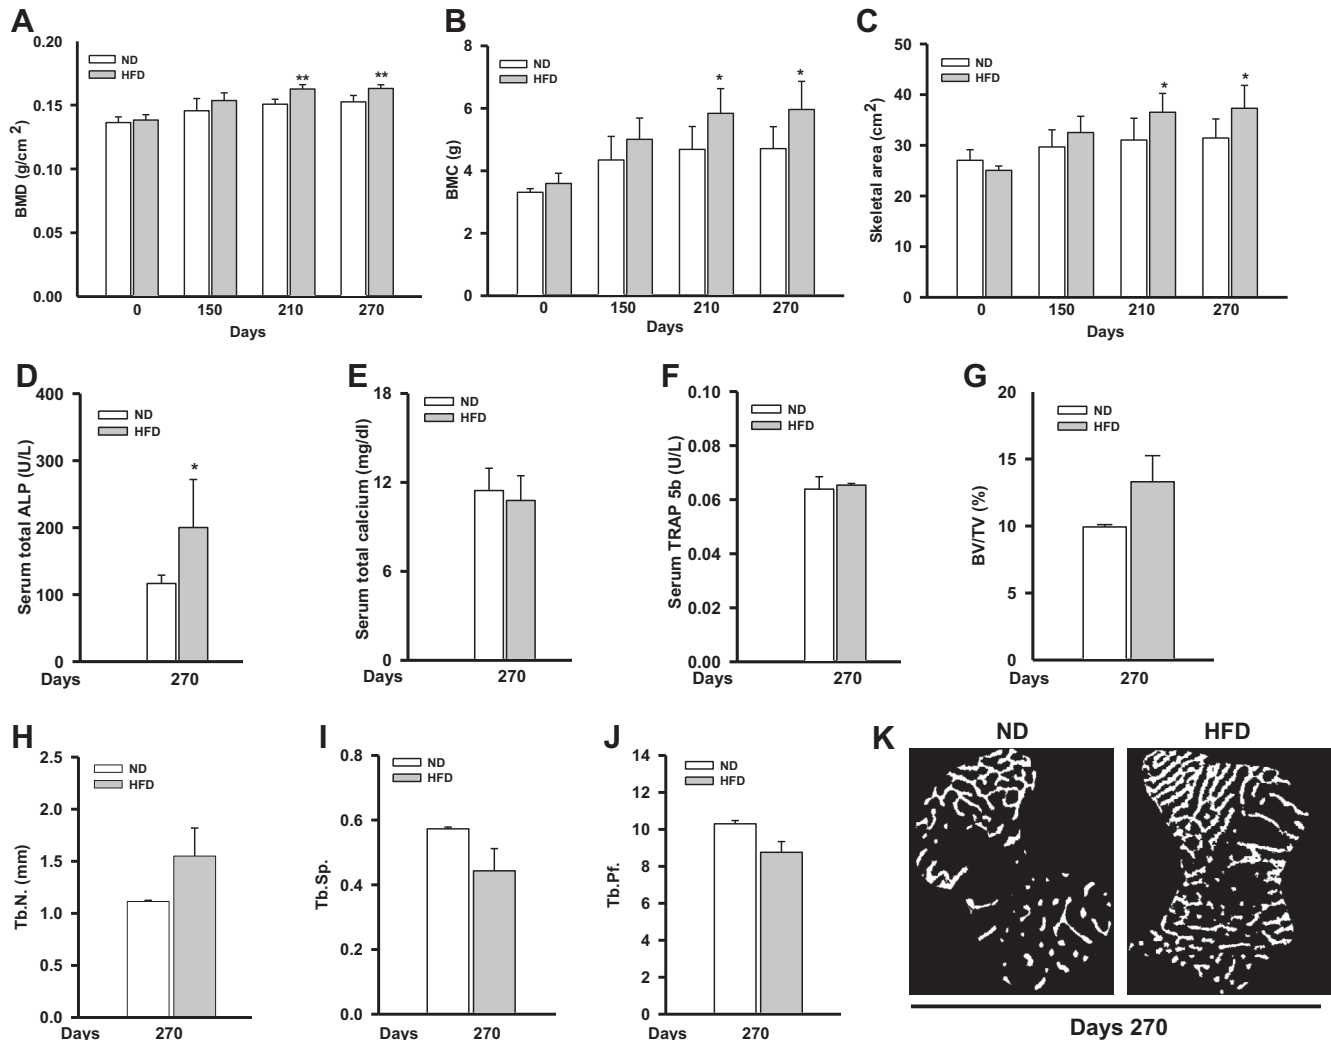 A
0.20
0.15
0.10
0.05
0.00
BMD (g/cm 2)
ND
HFD
**
**
0 150 210 270
Days
B
8
6
4
2
0
BMC (g)
ND
HFD
*
*
0 150 210 270
Days
C
50
40
30
20
10
0
Skeletal area (cm2)
ND
HFD
*
*
0 150 210 270
Days
D
400
300
200
100
0
Serum total ALP (U/L)
ND
HFD
*
Days 270
E
18
12
6
0
Serum total calcium (mg/dl)
ND
HFD
Days 270
F
0.10
0.08
0.06
0.04
0.02
0.00
Serum TRAP 5b (U/L)
ND
HFD
Days 270
G
20
15
10
5
0
BV/TV (%)
ND
HFD
Days 270
H
2.5
2.0
1.5
1.0
0.5
0.0
Tb.N. (mm)
ND
HFD
Days 270
I
0.8
0.6
0.4
0.2
0.0
Tb.Sp.
ND
HFD
Days 270
J
14
12
10
8
6
4
2
0
Tb.Pf.
ND
HFD
Days 270
K
ND HFD
Days 270